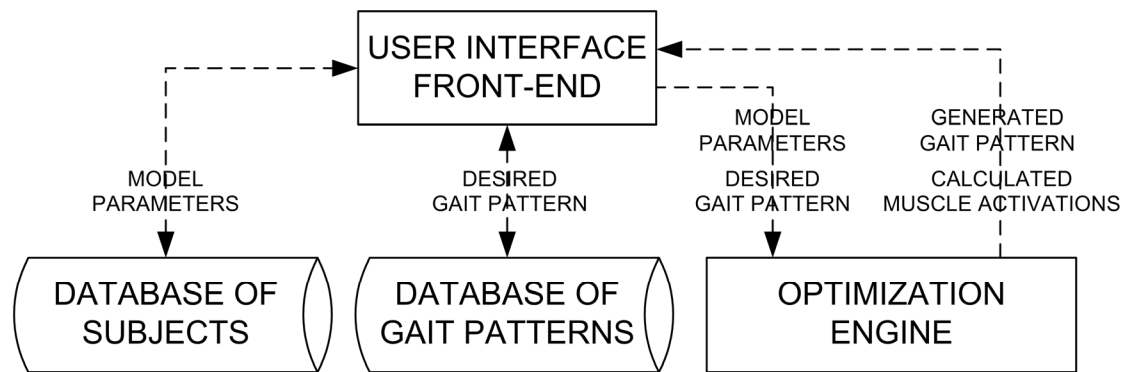 USER INTERFACE
FRONT-END
MODEL
PARAMETERS
DESIRED
GAIT PATTERN
MODEL
PARAMETERS
DESIRED
GAIT PATTERN
GENERATED
GAIT PATTERN
CALCULATED
MUSCLE ACTIVATIONS
DATABASE OF
SUBJECTS
DATABASE OF
GAIT PATTERNS
OPTIMIZATION
ENGINE